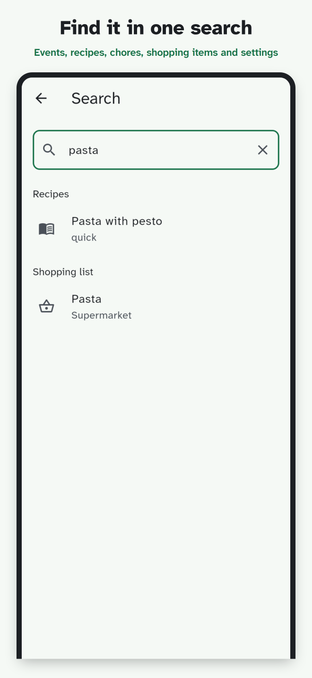 Find it in one search
Events, recipes, chores, shopping items and settings
Search
pasta
Recipes
Pasta with pesto
quick
Shopping list
Pasta
Supermarket